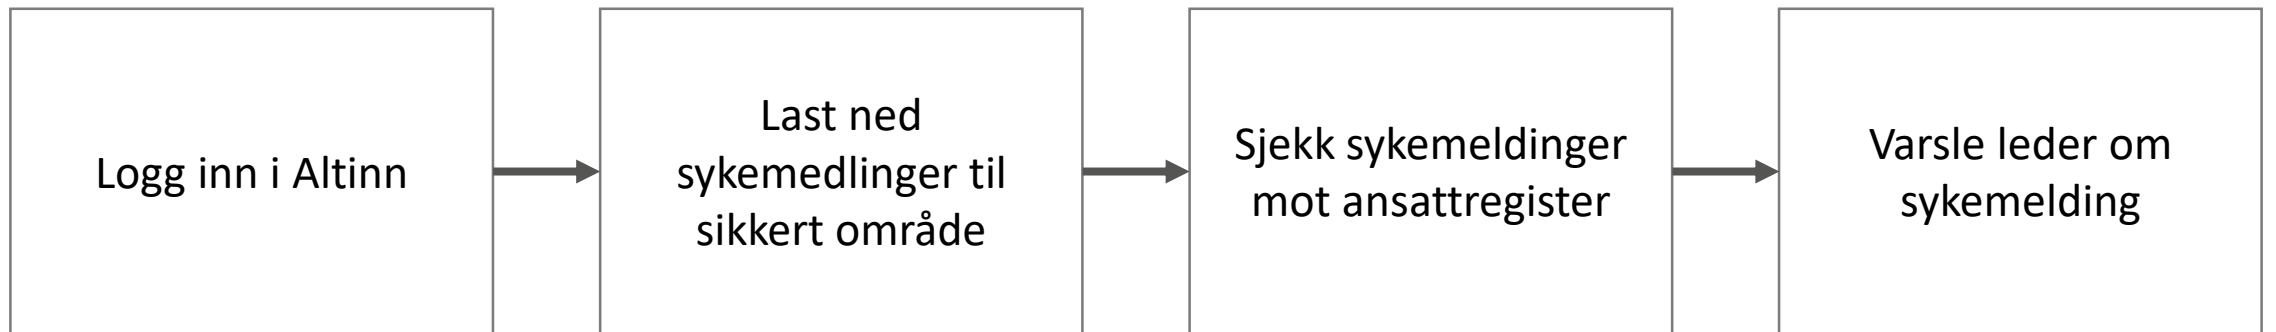 Logg inn i Altinn
Last ned
sykemedlinger til
sikkert område
Sjekk sykemeldinger
mot ansattregister
Varsle leder om
sykemelding